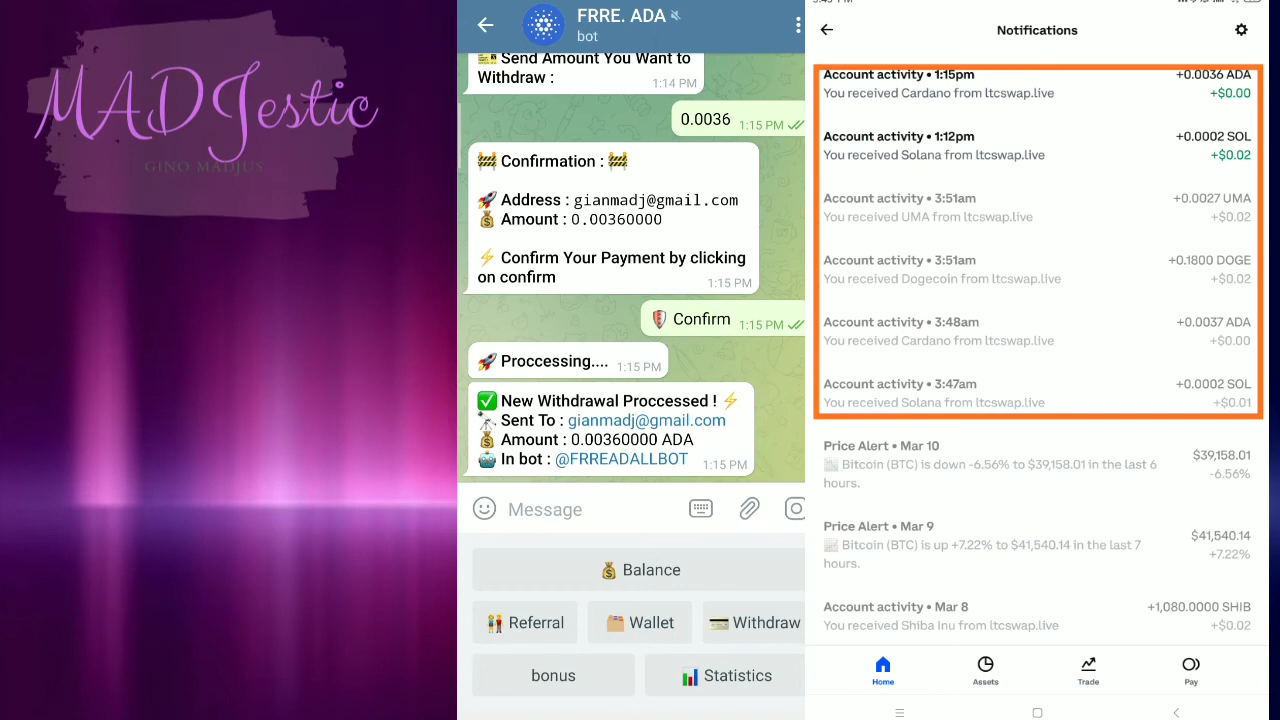 MADJestic
GINO MADJUS
FRRE. ADA
bot
Send Amount You Want to
Withdraw :
1:14 PM
0.0036
1:15 PM
Confirmation :
Address : gianmadj@gmail.com
Amount : 0.00360000
Confirm Your Payment by clicking
on confirm
1:15 PM
Confirm
1:15 PM
Proccessing....
1:15 PM
New Withdrawal Proccessed !
Sent To : gianmadj@gmail.com
Amount : 0.00360000 ADA
In bot : @FRREADALLBOT
1:15 PM
Message
Balance
Referral
Wallet
Withdraw
bonus
Statistics
Notifications
Account activity • 1:15pm
+0.0036 ADA
You received Cardano from ltcswap.live
+$0.00
Account activity • 1:12pm
+0.0002 SOL
You received Solana from ltcswap.live
+$0.02
Account activity • 3:51am
+0.0027 UMA
You received UMA from ltcswap.live
+$0.02
Account activity • 3:51am
+0.1800 DOGE
You received Dogecoin from ltcswap.live
+$0.02
Account activity • 3:48am
+0.0037 ADA
You received Cardano from ltcswap.live
+$0.00
Account activity • 3:47am
+0.0002 SOL
You received Solana from ltcswap.live
+$0.01
Price Alert • Mar 10
$39,158.01
Bitcoin (BTC) is down -6.56% to $39,158.01 in the last 6
hours.
-6.56%
Price Alert • Mar 9
$41,540.14
Bitcoin (BTC) is up +7.22% to $41,540.14 in the last 7
hours.
+7.22%
Account activity • Mar 8
+1,080.0000 SHIB
You received Shiba Inu from ltcswap.live
+$0.02
Home
Assets
Trade
Pay